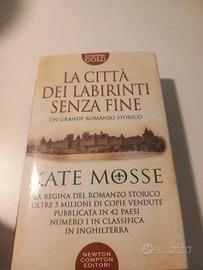 GOLD
LA CITTÀ
DEI LABIRINTI
SENZA FINE
UN GRANDE ROMANZO STORICO
KATE MOSSE
LA REGINA DEL ROMANZO STORICO
OLTRE 5 MILIONI DI COPIE VENDUTE
PUBBLICATA IN 42 PAESI
NUMERO 1 IN CLASSIFICA
IN INGHILTERRA
NEWTON
COMPTON
EDITORI
subito